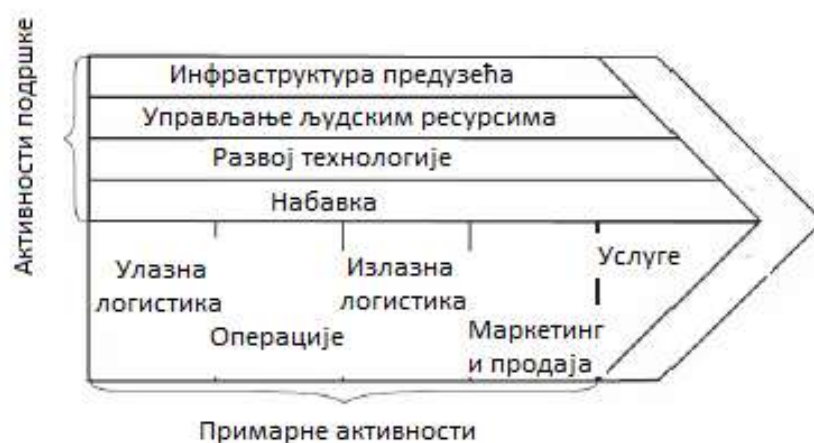 Активности подршке
Инфраструктура предузећа
Управљање људским ресурсима
Развој технологије
Набавка
Улазна
логистика
Операције
Излазна
логистика
Маркетинг
и продаја
Услуге
Примарне активности